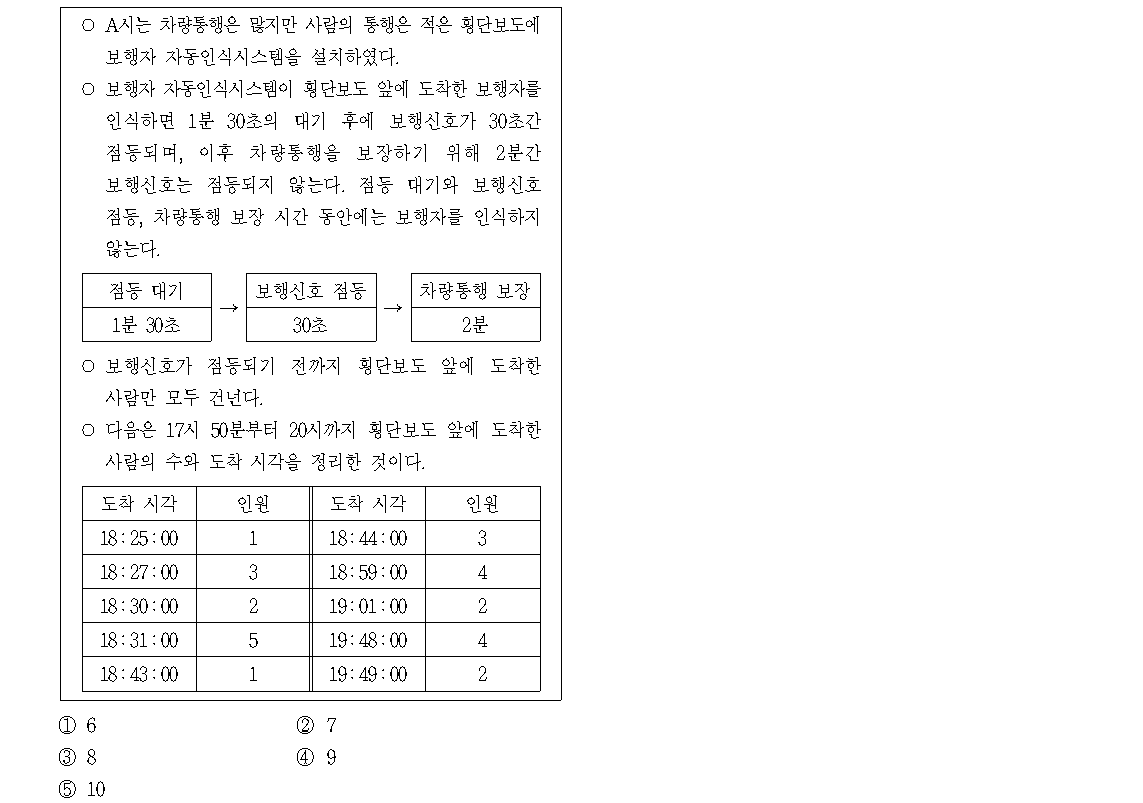 ○ A시는 차량통행은 많지만 사람의 통행은 적은 횡단보도에
보행자 자동인식시스템을 설치하였다.
○ 보행자 자동인식시스템이 횡단보도 앞에 도착한 보행자를
인식하면 1분 30초의 대기 후에 보행신호가 30초간
점등되며, 이후 차량통행을 보장하기 위해 2분간
보행신호는 점등되지 않는다. 점등 대기와 보행신호
점등, 차량통행 보장 시간 동안에는 보행자를 인식하지
않는다.
점등 대기 → 보행신호 점등 → 차량통행 보장
1분 30초 30초 2분
○ 보행신호가 점등되기 전까지 횡단보도 앞에 도착한
사람만 모두 건넌다.
○ 다음은 17시 50분부터 20시까지 횡단보도 앞에 도착한
사람의 수와 도착 시각을 정리한 것이다.
도착 시각 인원 도착 시각 인원
18:25:00 1 18:44:00 3
18:27:00 3 18:59:00 4
18:30:00 2 19:01:00 2
18:31:00 5 19:48:00 4
18:43:00 1 19:49:00 2
① 6 ② 7
③ 8 ④ 9
⑤ 10